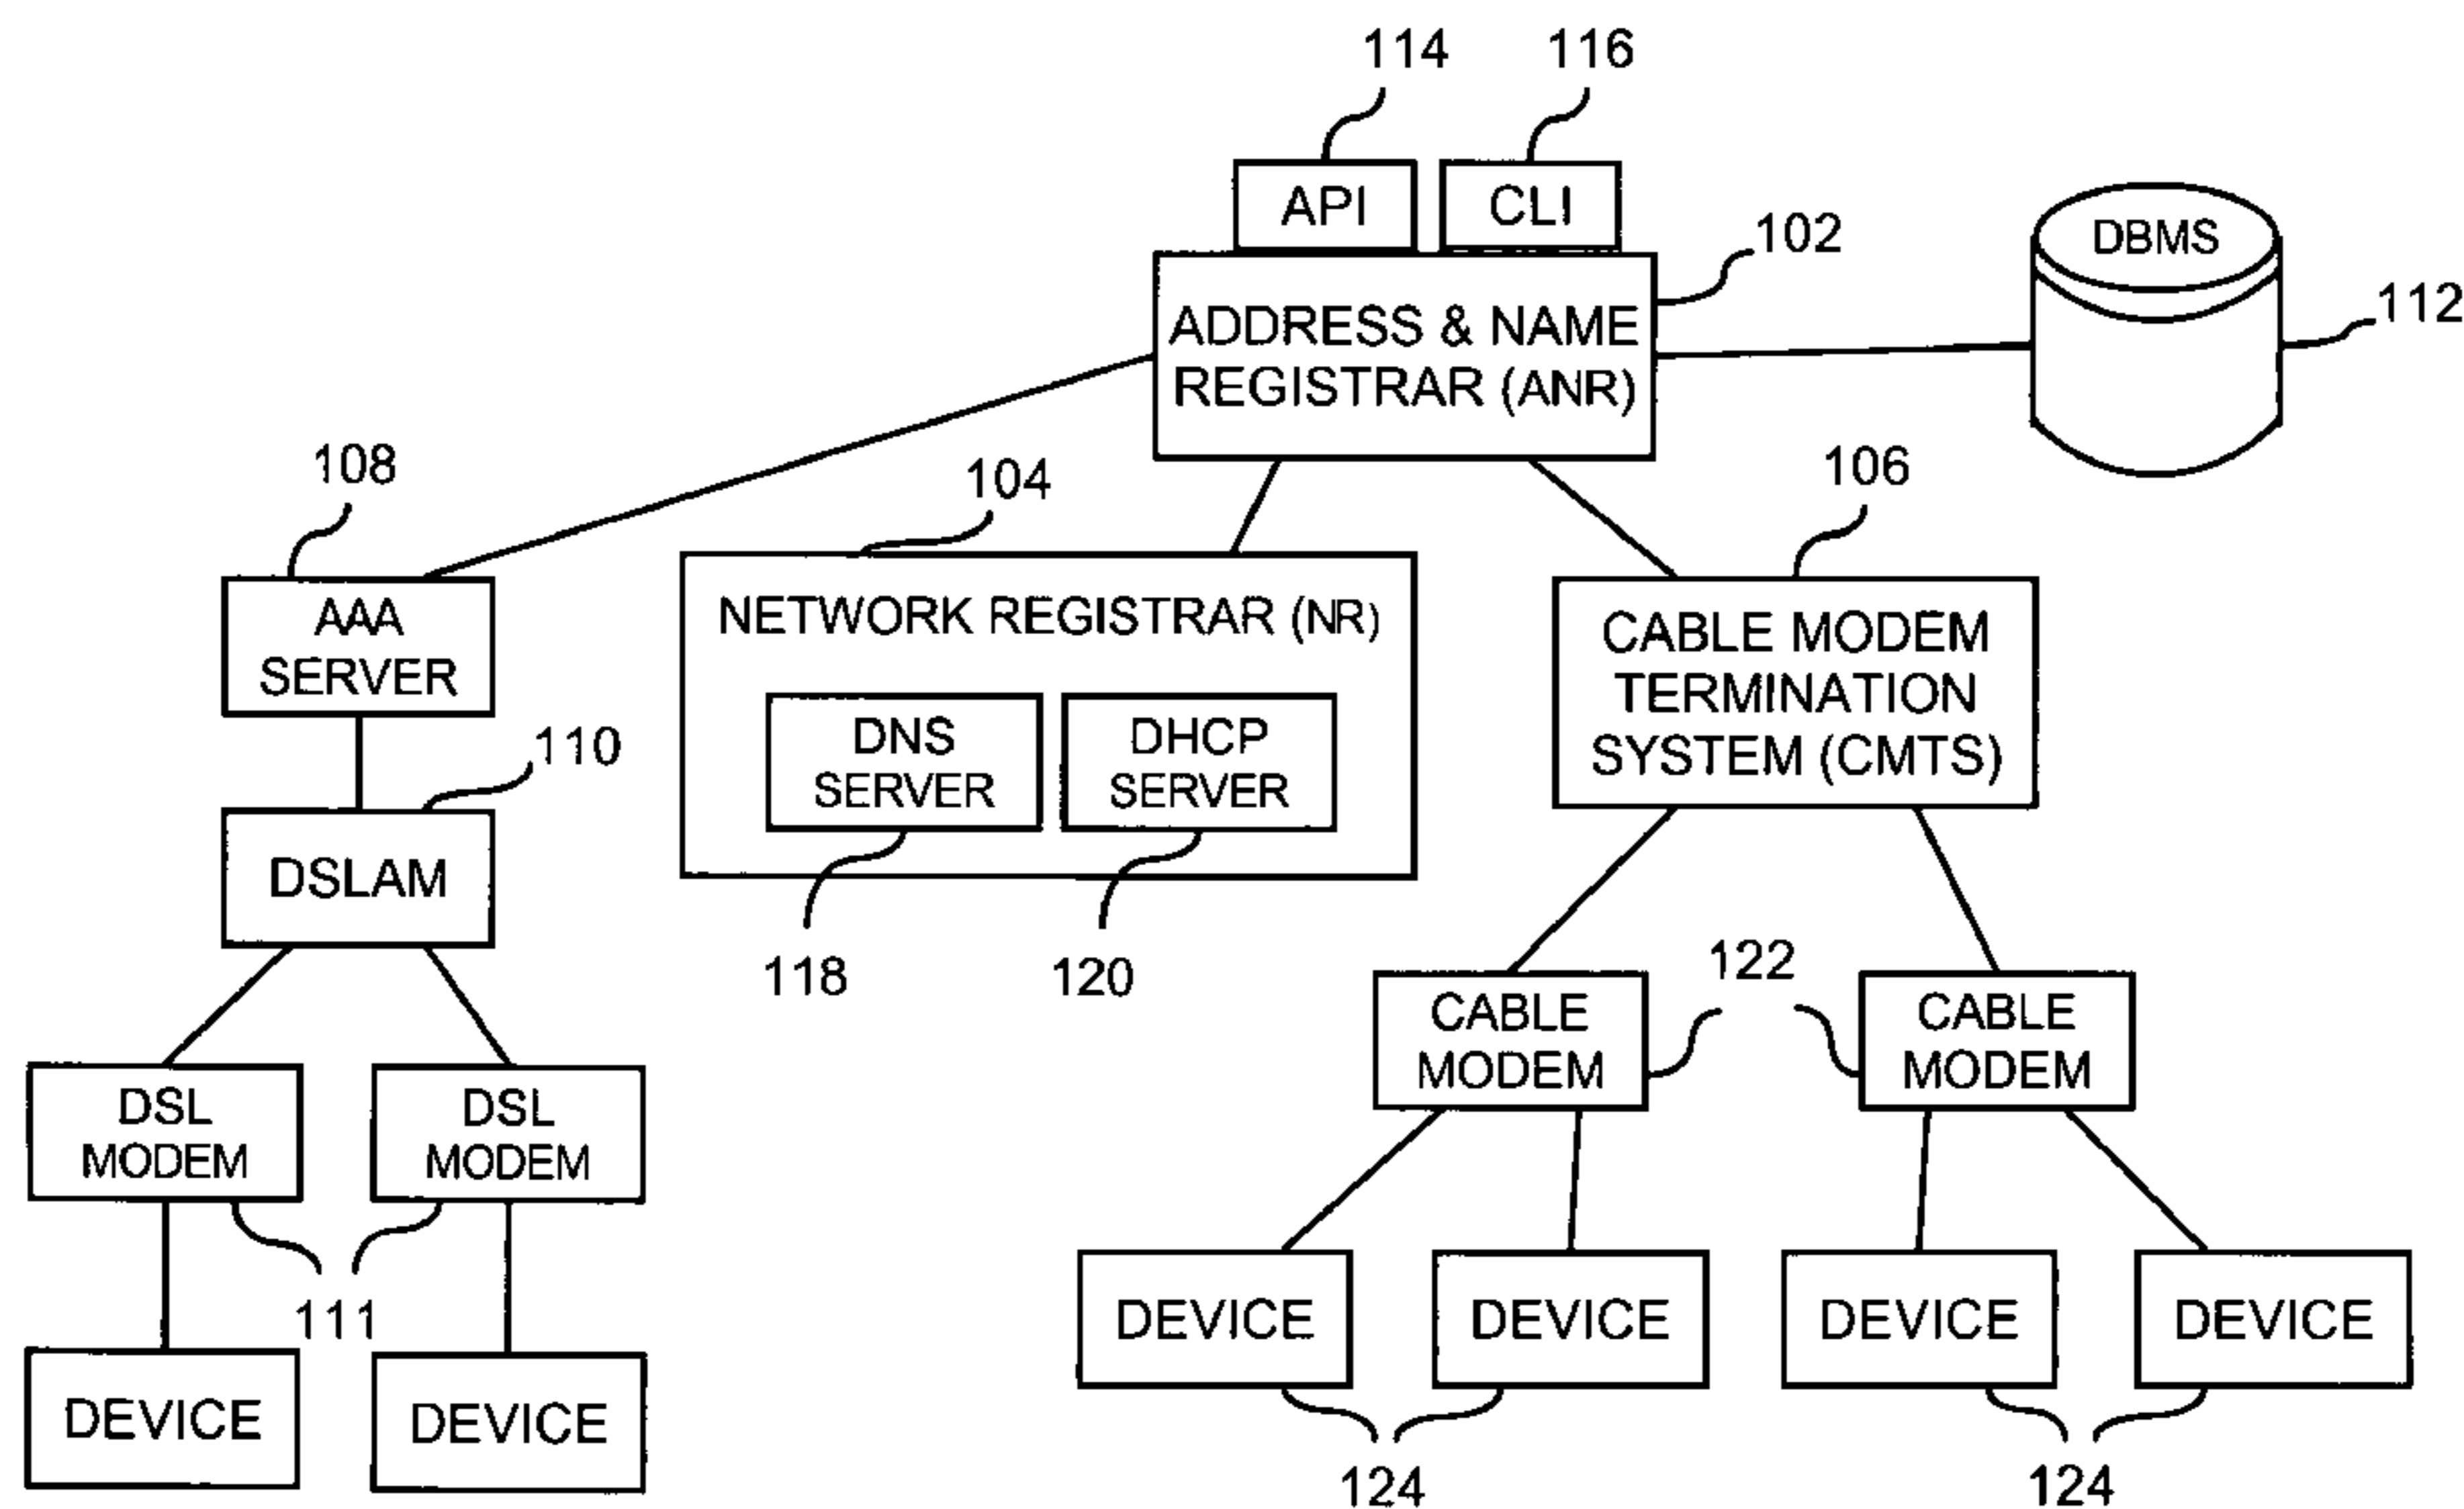 114
116
API
CLI
102
DBMS
ADDRESS & NAME
REGISTRAR (ANR)
112
108
104
106
AAA
SERVER
NETWORK REGISTRAR (NR)
CABLE MODEM
TERMINATION
SYSTEM (CMTS)
DNS
SERVER
DHCP
SERVER
110
DSLAM
118
120
122
CABLE
MODEM
CABLE
MODEM
DSL
MODEM
DSL
MODEM
111
DEVICE
DEVICE
DEVICE
DEVICE
DEVICE
DEVICE
124
124